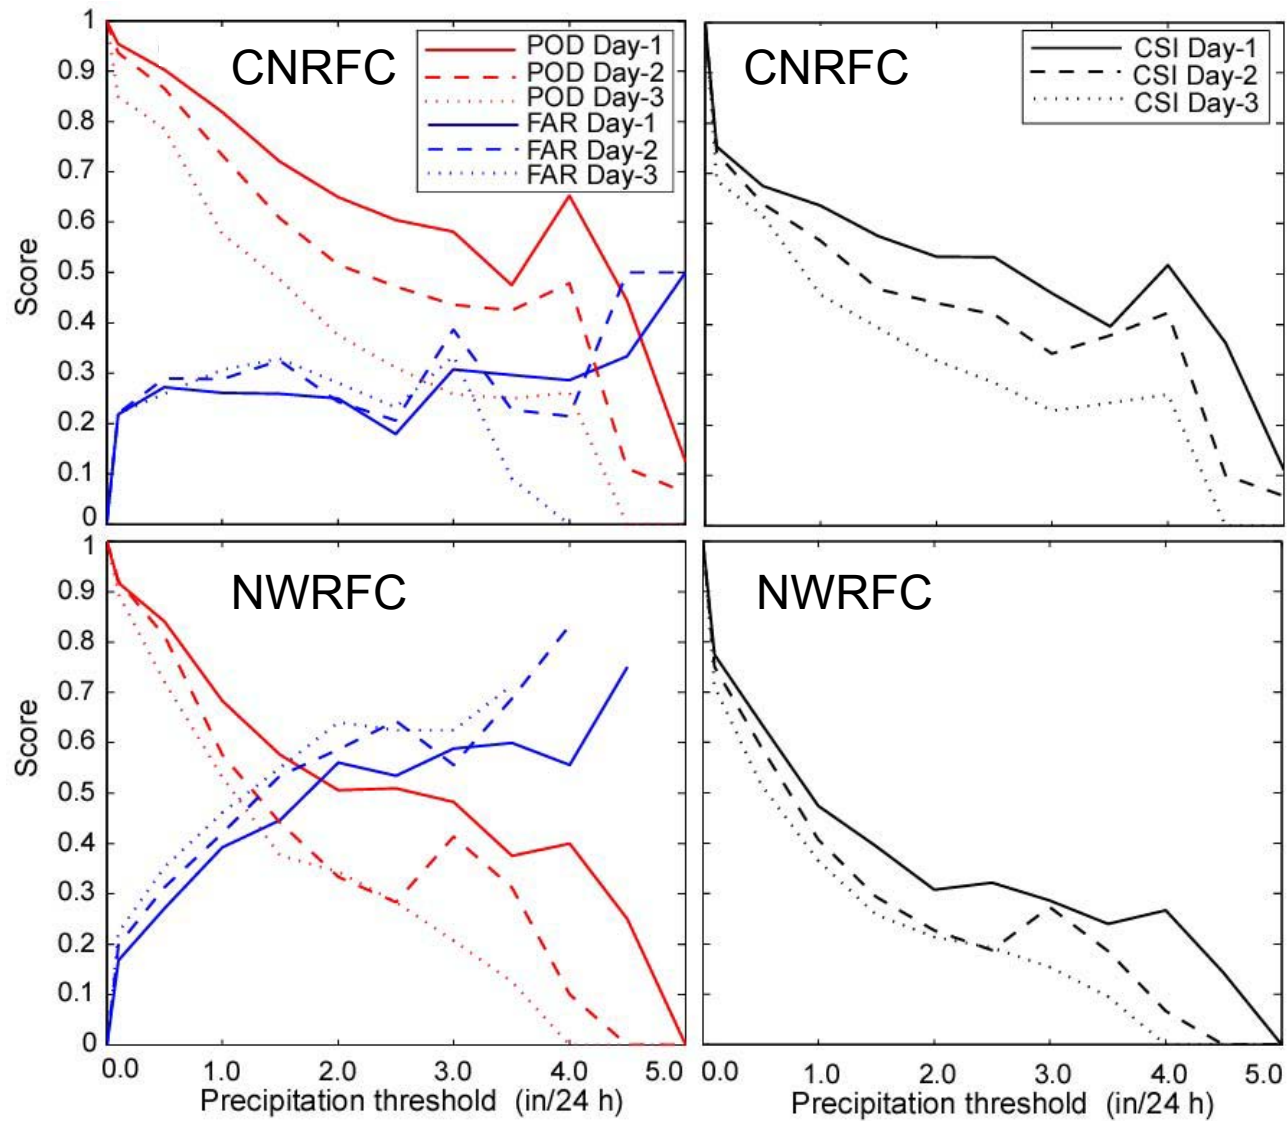 CNRFC
POD Day-1
POD Day-2
POD Day-3
FAR Day-1
FAR Day-2
FAR Day-3
1
0.9
0.8
0.7
0.6
0.5
0.4
0.3
0.2
0.1
0
Score
CNRFC
CSI Day-1
CSI Day-2
CSI Day-3
NWRFC
1
0.9
0.8
0.7
0.6
0.5
0.4
0.3
0.2
0.1
0
Score
0.0 1.0 2.0 3.0 4.0 5.0
Precipitation threshold (in/24 h)
NWRFC
0.0 1.0 2.0 3.0 4.0 5.0
Precipitation threshold (in/24 h)